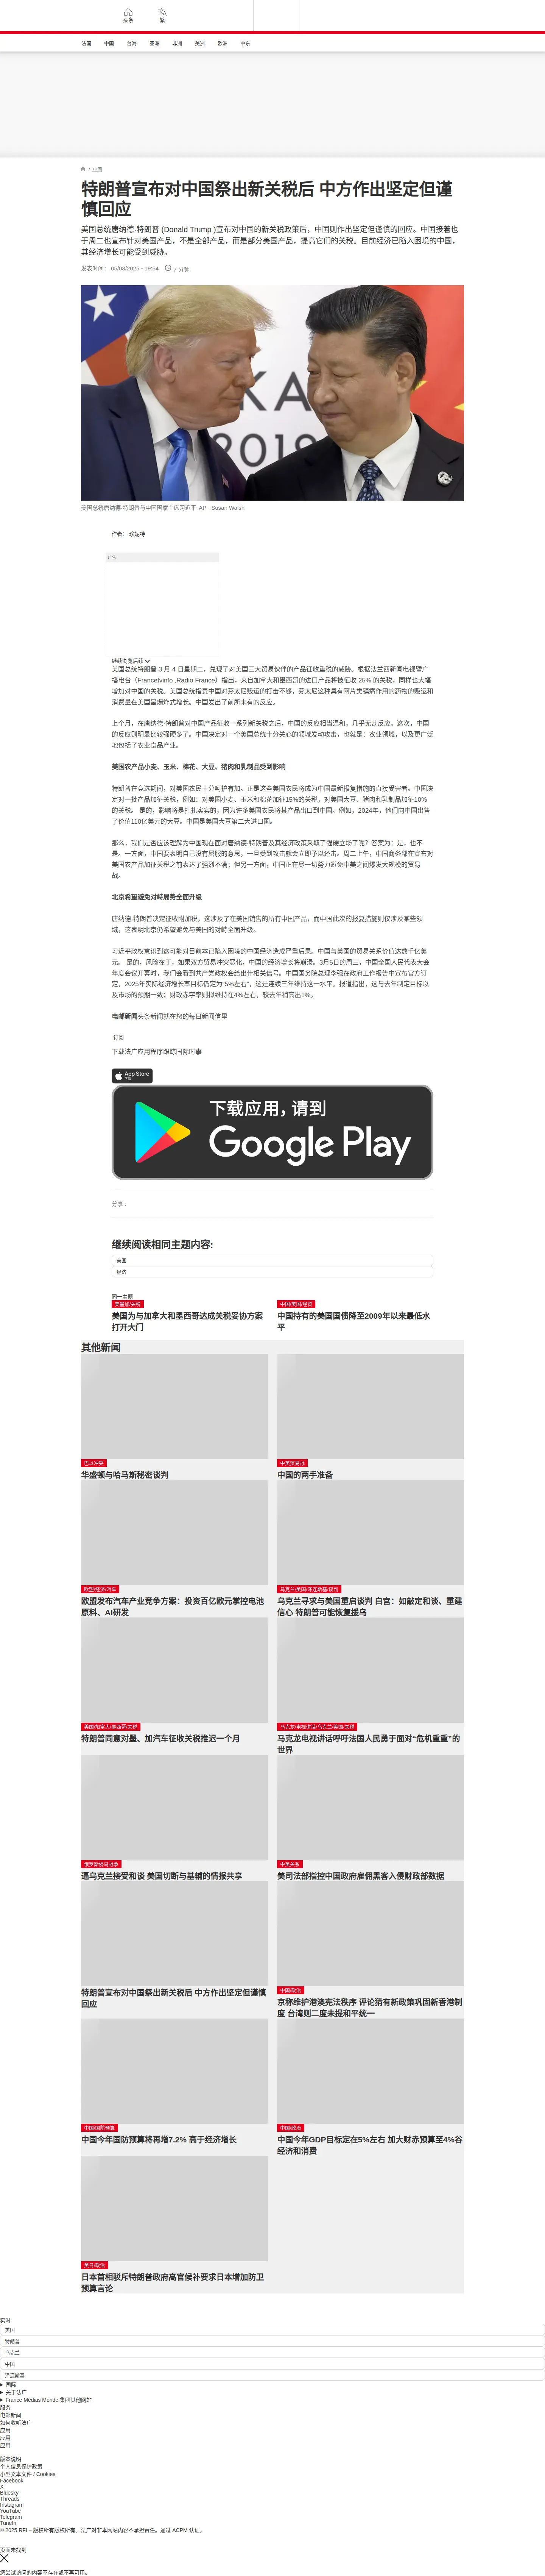 头条
繁
法国
中国
台海
亚洲
非洲
美洲
欧洲
中东
/ 中国
特朗普宣布对中国祭出新关税后 中方作出坚定但谨
慎回应
美国总统唐纳德·特朗普 (Donald Trump )宣布对中国的新关税政策后，中国则作出坚定但谨慎的回应。中国接着也
于周二也宣布针对美国产品，不是全部产品，而是部分美国产品，提高它们的关税。目前经济已陷入困境的中国，
其经济增长可能受到威胁。
发表时间： 05/03/2025 - 19:54
7 分钟
美国总统唐纳德·特朗普与中国国家主席习近平 AP - Susan Walsh
作者： 珍妮特
广告
继续浏览后续
美国总统特朗普 3 月 4 日星期二，兑现了对美国三大贸易伙伴的产品征收重税的威胁。根据法兰西新闻电视暨广
播电台（Francetvinfo ,Radio France）指出，来自加拿大和墨西哥的进口产品将被征收 25% 的关税，同样也大幅
增加对中国的关税。美国总统指责中国对芬太尼贩运的打击不够，芬太尼这种具有阿片类镇痛作用的药物的贩运和
消费量在美国呈爆炸式增长。中国发出了前所未有的反应。
上个月，在唐纳德·特朗普对中国产品征收一系列新关税之后，中国的反应相当温和，几乎无甚反应。这次，中国
的反应则明显比较强硬多了。中国决定对一个美国总统十分关心的领域发动攻击，也就是：农业领域，以及更广泛
地包括了农业食品产业。
美国农产品小麦、玉米、棉花、大豆、猪肉和乳制品受到影响
特朗普在竞选期间，对美国农民十分呵护有加。正是这些美国农民将成为中国最新报复措施的直接受害者。中国决
定对一批产品加征关税，例如：对美国小麦、玉米和棉花加征15%的关税，对美国大豆、猪肉和乳制品加征10%
的关税。 是的，影响将是扎扎实实的，因为许多美国农民将其产品出口到中国。例如，2024年，他们向中国出售
了价值110亿美元的大豆。中国是美国大豆第二大进口国。
那么，我们是否应该理解为中国现在面对唐纳德·特朗普及其经济政策采取了强硬立场了呢？答案为：是，也不
是。一方面，中国要表明自己没有屈服的意思，一旦受到攻击就会立即予以还击。周二上午，中国商务部在宣布对
美国农产品加征关税之前表达了强烈不满；但另一方面，中国正在尽一切努力避免中美之间爆发大规模的贸易
战。
北京希望避免对峙局势全面升级
唐纳德·特朗普决定征收附加税，这涉及了在美国销售的所有中国产品，而中国此次的报复措施则仅涉及某些领
域，这表明北京仍希望避免与美国的对峙全面升级。
习近平政权意识到这可能对目前本已陷入困境的中国经济造成严重后果。中国与美国的贸易关系价值达数千亿美
元。 是的，风险在于，如果双方贸易冲突恶化，中国的经济增长将崩溃。3月5日的周三，中国全国人民代表大会
年度会议开幕时，我们会看到共产党政权会给出什相关信号。中国国务院总理李强在政府工作报告中宣布官方订
定，2025年实际经济增长率目标仍定为"5%左右"，这是连续三年维持这一水平。报道指出，这与去年制定目标以
及市场的预期一致；财政赤字率则拟维持在4%左右，较去年稍高出1%。
电邮新闻头条新闻就在您的每日新闻信里
订阅
下载法广应用程序跟踪国际时事
App Store
下载
下载应用，请到
Google Play
分享 :
继续阅读相同主题内容:
美国
经济
同一主题
美墨加/关税
美国为与加拿大和墨西哥达成关税妥协方案
打开大门
中国/美国/经贸
中国持有的美国国债降至2009年以来最低水
平
其他新闻
巴以冲突
华盛顿与哈马斯秘密谈判
中美贸易战
中国的两手准备
欧盟/经济/汽车
欧盟发布汽车产业竞争方案：投资百亿欧元掌控电池
原料、AI研发
乌克兰/美国/泽连斯基/谈判
乌克兰寻求与美国重启谈判 白宫：如敲定和谈、重建
信心 特朗普可能恢复援乌
美国/加拿大/墨西哥/关税
特朗普同意对墨、加汽车征收关税推迟一个月
马克龙/电视讲话/乌克兰/美国/关税
马克龙电视讲话呼吁法国人民勇于面对“危机重重”的
世界
俄罗斯侵乌战争
逼乌克兰接受和谈 美国切断与基辅的情报共享
中美关系
美司法部指控中国政府雇佣黑客入侵财政部数据
特朗普宣布对中国祭出新关税后 中方作出坚定但谨慎
回应
中国/政治
京称维护港澳宪法秩序 评论猜有新政策巩固新香港制
度 台湾则二度未提和平统一
中国/国防预算
中国今年国防预算将再增7.2% 高于经济增长
中国/政治
中国今年GDP目标定在5%左右 加大财赤预算至4%谷
经济和消费
美日/政治
日本首相驳斥特朗普政府高官候补要求日本增加防卫
预算言论
实时
美国
特朗普
乌克兰
中国
泽连斯基
国际
关于法广
France Médias Monde 集团其他网站
服务
电邮新闻
如何收听法广
应用
应用
应用
版本说明
个人信息保护政策
小型文本文件 / Cookies
Facebook
X
Bluesky
Threads
Instagram
YouTube
Telegram
TuneIn
© 2025 RFI – 版权所有版权所有。法广对非本网站内容不承担责任。通过 ACPM 认证。
页面未找到
您尝试访问的内容不存在或不再可用。